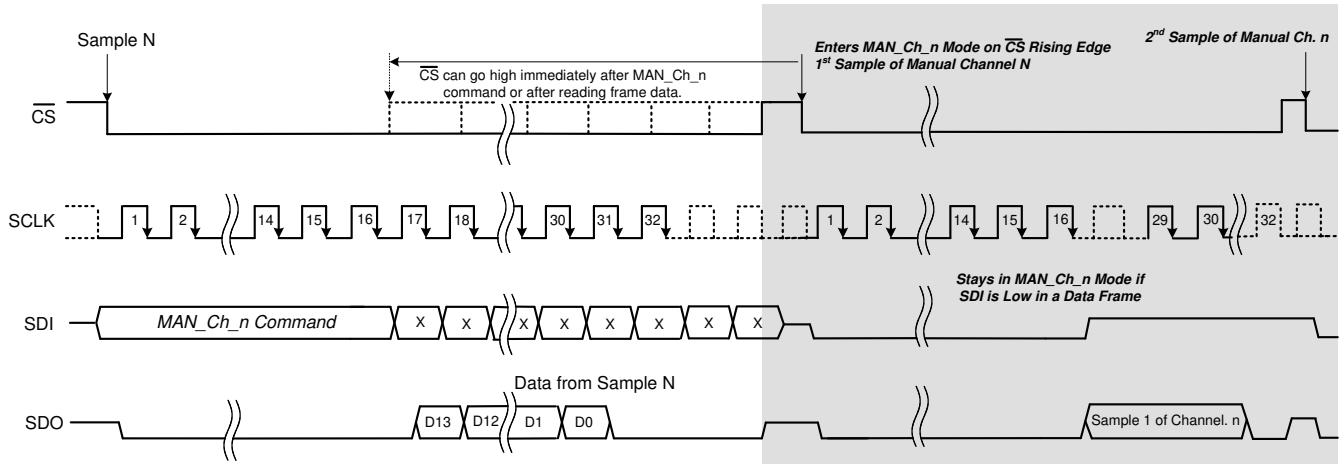 Sample N
Enters MAN_Ch_n Mode on CS Rising Edge
1st Sample of Manual Channel N
2nd Sample of Manual Ch. n
CS can go high immediately after MAN_Ch_n
command or after reading frame data.
CS
SCLK
1 2 14 15 16 17 18 30 31 32 1 2 14 15 16 29 30 32
Stays in MAN_Ch_n Mode if
SDI is Low in a Data Frame
SDI
MAN_Ch_n Command
X X X X X X X X
Data from Sample N
SDO
D13 D12 D1 D0
Sample 1 of Channel. n